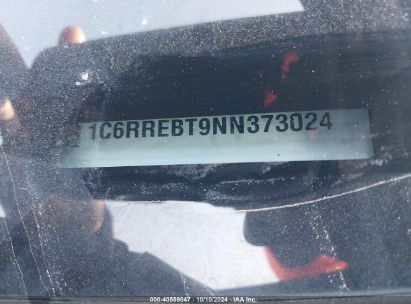 1C6RREBT9NN373024
000-40559047 - 10/10/2024 - IAA Inc.